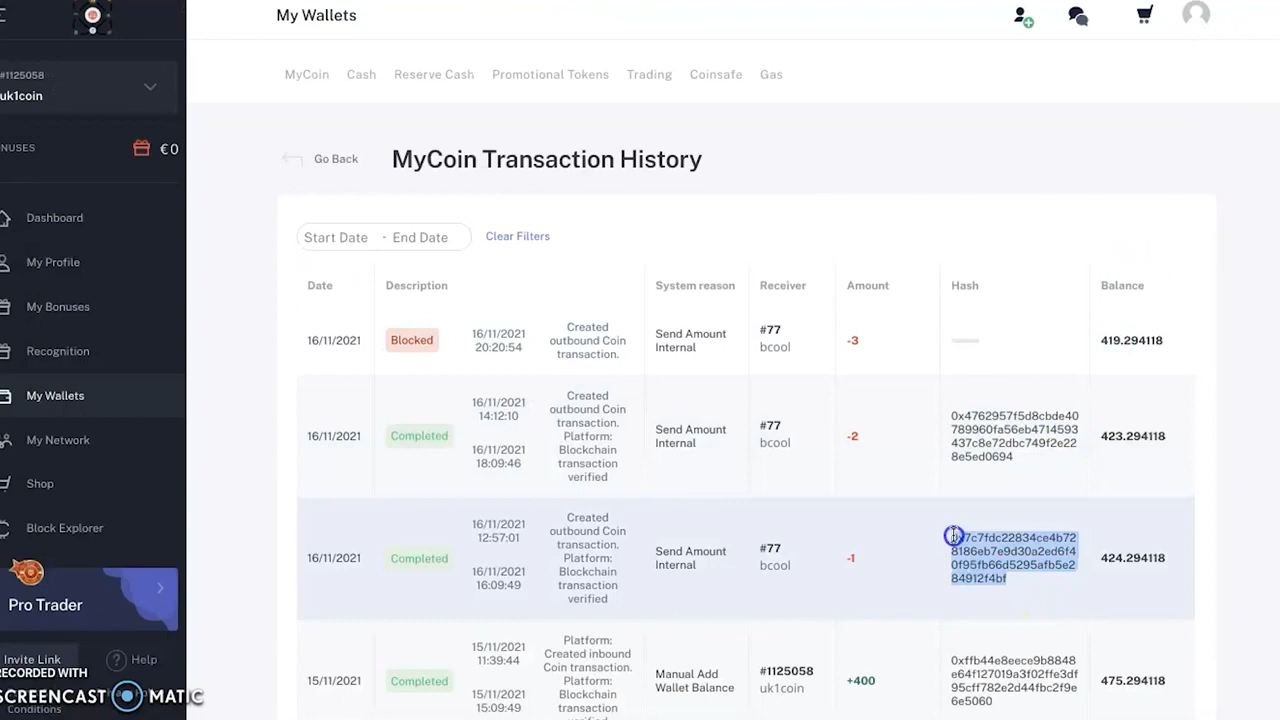 My Wallets
#1125058
uk1coin
MyCoin Cash Reserve Cash Promotional Tokens Trading Coinsafe Gas
NUSES €0
Go Back MyCoin Transaction History
Dashboard
My Profile
My Bonuses
Recognition
My Wallets
My Network
Shop
Block Explorer
Pro Trader
Invite Link Help
RECORDED WITH
SCREENCAST MATIC
Conditions
Start Date - End Date Clear Filters
Date Description System reason Receiver Amount Hash Balance
16/11/2021 Blocked
16/11/2021
20:20:54
Created
outbound Coin
transaction.
Send Amount
Internal
#77
bcool
-3
419.294118
16/11/2021 Completed
16/11/2021
14:12:10
16/11/2021
18:09:46
Created
outbound Coin
transaction.
Platform:
Blockchain
transaction
verified
Send Amount
Internal
#77
bcool
-2
0x4762957f5d8cbde40
789960fa56eb4714593
437c8e72dbc749f2e22
8e5ed0694
423.294118
16/11/2021 Completed
16/11/2021
12:57:01
16/11/2021
16:09:49
Created
outbound Coin
transaction.
Platform:
Blockchain
transaction
verified
Send Amount
Internal
#77
bcool
-1
8186eb7e9d30a2ed6f4
0f95fb66d5295afb5e2
84912f4bf
424.294118
15/11/2021 Completed
15/11/2021
11:39:44
15/11/2021
15:09:49
Platform:
Created inbound
Coin transaction.
Platform:
Blockchain
transaction
Manual Add
Wallet Balance
#1125058
uk1coin
+400
0xffb44e8eece9b8848
e64f127019a3f02ffe3df
95cff782e2d44fbc2f9e
6e5060
475.294118